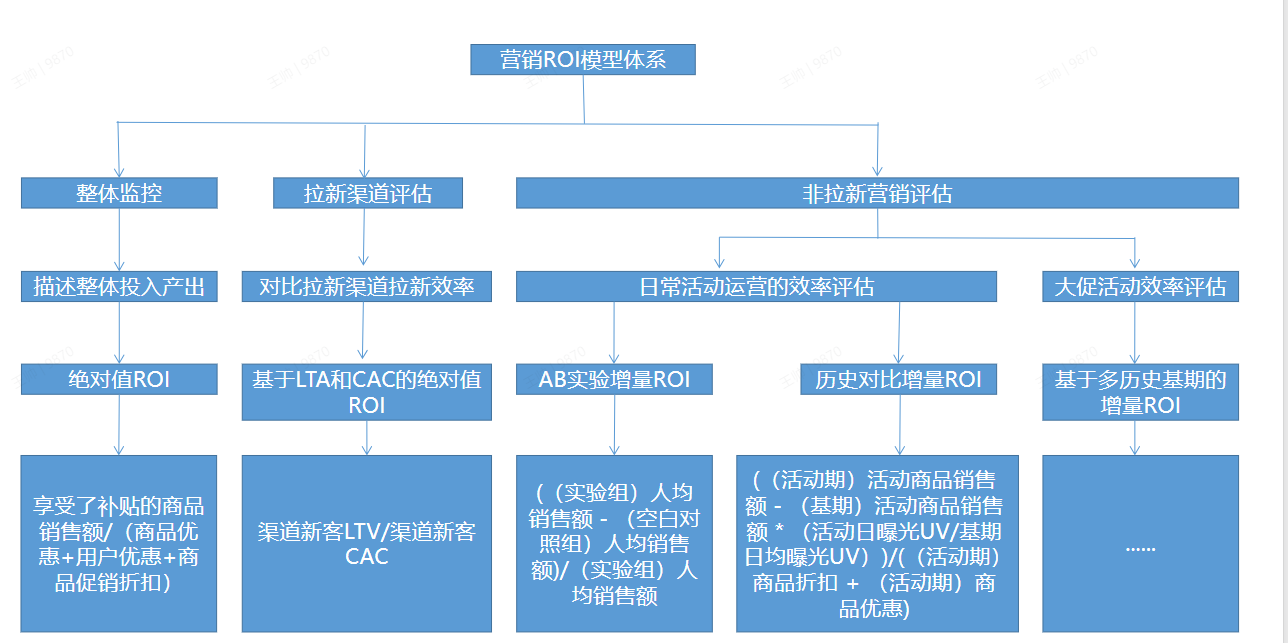 营销ROI模型体系
整体监控
拉新渠道评估
非拉新营销评估
描述整体投入产出
对比拉新渠道拉新效率
日常活动运营的效率评估
大促活动效率评估
绝对值ROI
基于LTA和CAC的绝对值
ROI
AB实验增量ROI
历史对比增量ROI
基于多历史基期的
增量ROI
享受了补贴的商品
销售额/（商品优
惠+用户优惠+商
品促销折扣）
渠道新客LTV/渠道新客
CAC
(（实验组）人均
销售额 - （空白对
照组）人均销售
额)/（实验组）人
均销售额
(（活动期）活动商品销售
额 - （基期）活动商品销售
额 * （活动日曝光UV/基期
日均曝光UV）)/(（活动期）
商品折扣 + （活动期）商
品优惠)
......